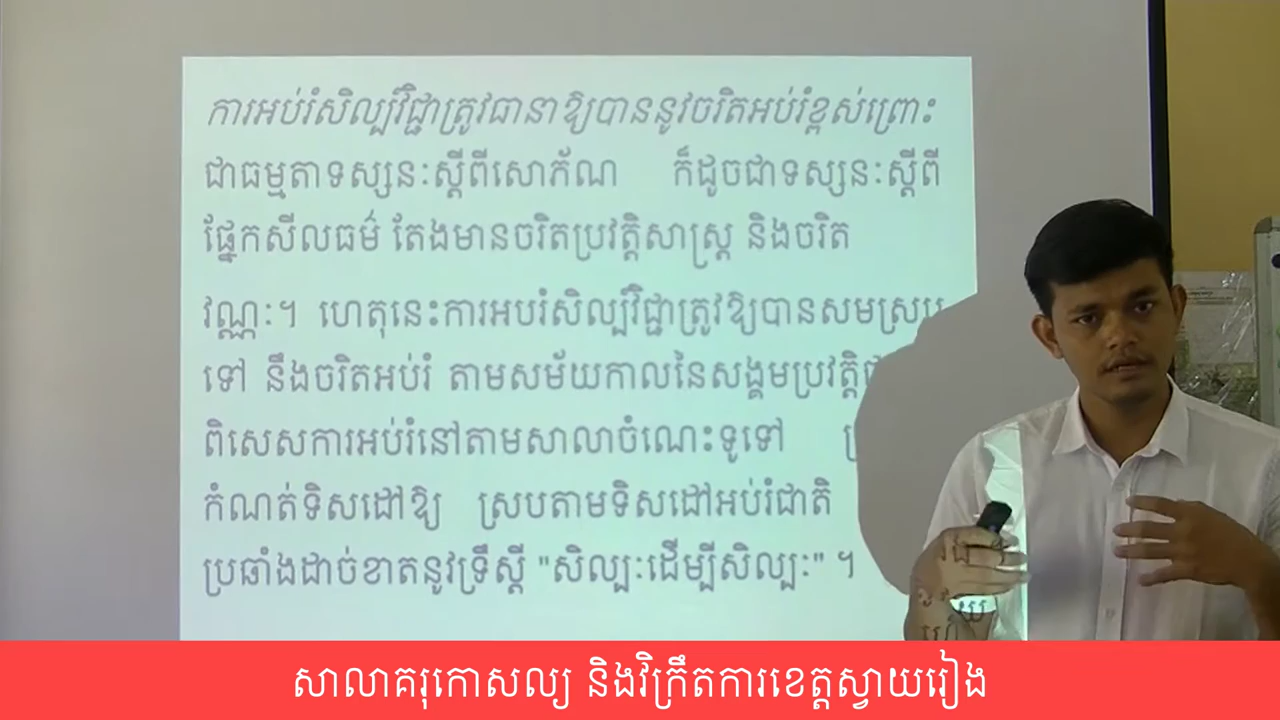 ការអប់រំសិល្ប៍វិជ្ជាត្រូវធានាឱ្យបាននូវចរិតអប់រំខ្ពស់ព្រោះ
ជាធម្មតាទស្សនៈស្តីពីសោភ័ណ ក៏ដូចជាទស្សនៈស្តីពី
ផ្នែកសីលធម៌ តែងមានចរិតប្រវត្តិសាស្ត្រ និងចរិត
វណ្ណៈ។ ហេតុនេះការអបរំសិល្ប៍វិជ្ជាត្រូវឱ្យបានសមស្រប
ទៅ នឹងចរិតអប់រំ តាមសម័យកាលនៃសង្គមប្រវត្តិ
ពិសេសការអប់រំនៅតាមសាលាចំណេះទូទៅ
កំណត់ទិសដៅឱ្យ ស្របតាមទិសដៅអប់រំជាតិ
ប្រឆាំងដាច់ខាតនូវទ្រឹស្តី "សិល្បៈដើម្បីសិល្បៈ" ។
សាលាគរុកោសល្យ និងវិក្រឹតការខេត្តស្វាយរៀង